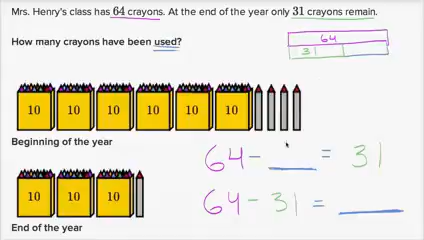 Mrs. Henry's class has 64 crayons. At the end of the year only 31 crayons remain.
How many crayons have been used?
64
31
10 10 10 10 10 10
Beginning of the year
64 - ___ = 31
10 10 10
64 - 31 = ___
End of the year